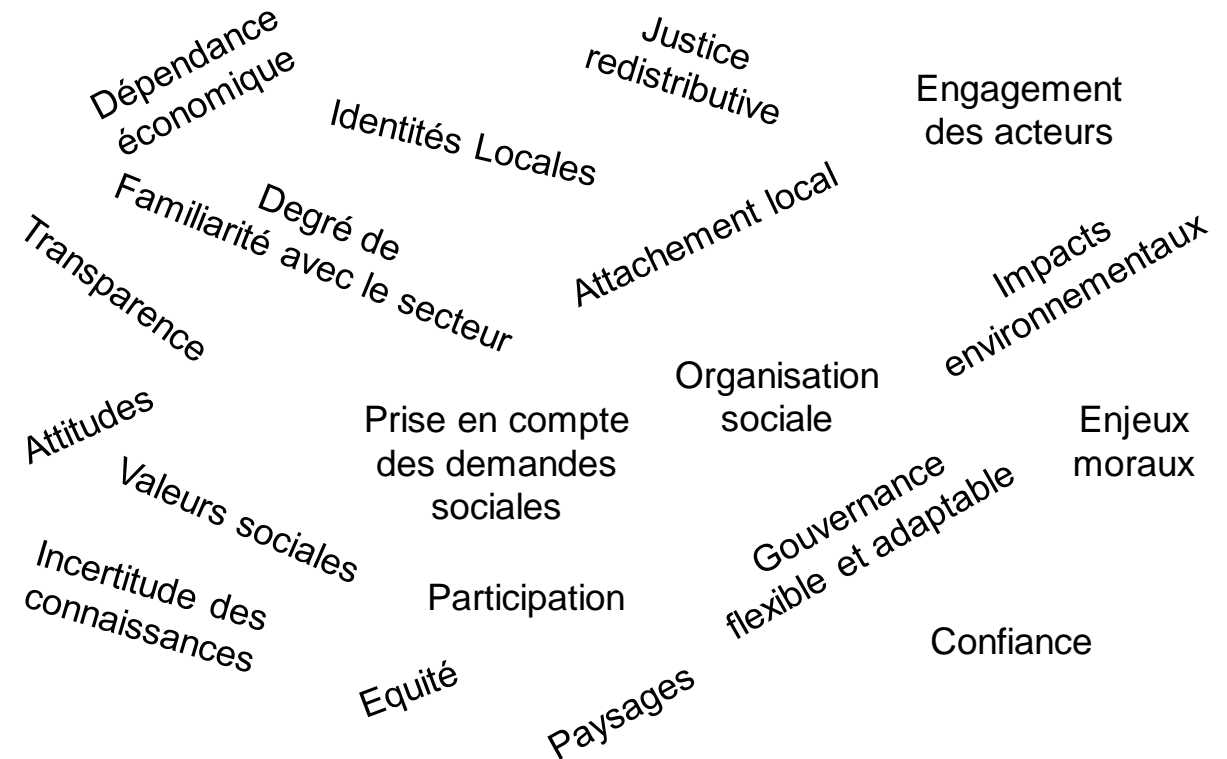 Dépendance
économique
Justice
redistributive
Engagement
des acteurs
Identités Locales
Degré de
Familiarité avec le secteur
Attachement local
Transparence
Impacts
environnementaux
Organisation
sociale
Attitudes
Prise en compte
des demandes
sociales
Enjeux
moraux
Valeurs sociales
Gouvernance
flexible et adaptable
Incertitude des
connaissances
Participation
Confiance
Equité
Paysages